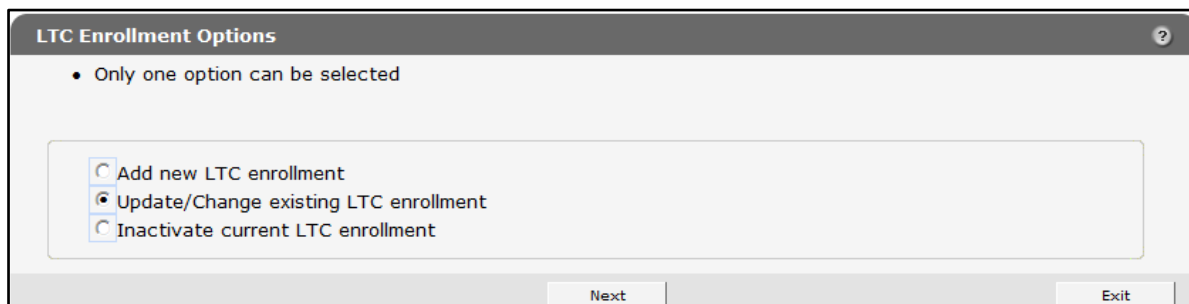 LTC Enrollment Options
?
• Only one option can be selected
Add new LTC enrollment
Update/Change existing LTC enrollment
Inactivate current LTC enrollment
Next Exit